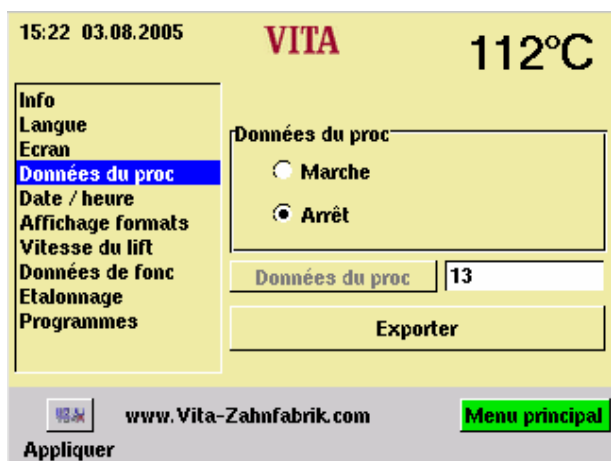 15:22 03.08.2005
VITA
112°C
Info
Langue
Ecran
Données du proc
Date / heure
Affichage formats
Vitesse du lift
Données de fonc
Etalonnage
Programmes
Données du proc
Marche
Arrêt
Données du proc
13
Exporter
www.Vita-Zahnfabrik.com
Menu principal
Appliquer